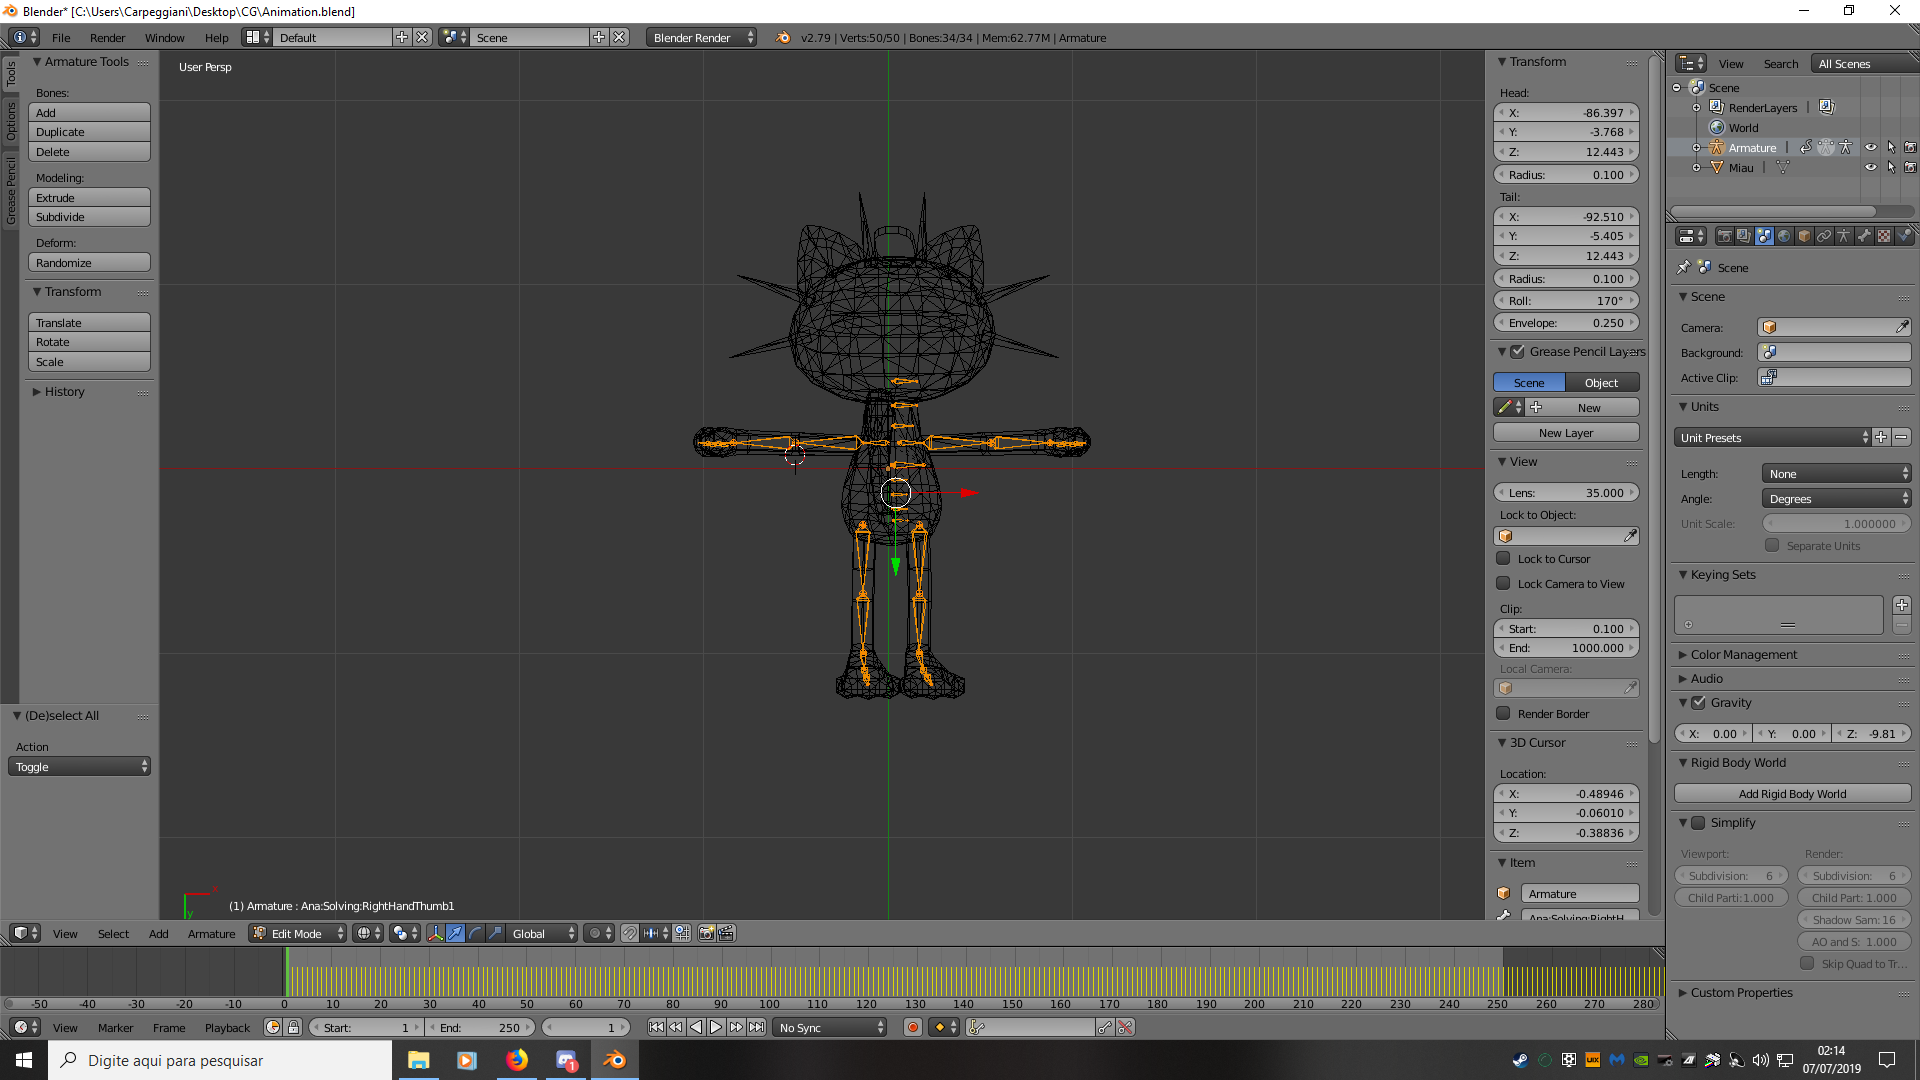 Blender* [C:\Users\Carpeggiani\Desktop\CG\Animation.blend]
File Render Window Help Default Scene Blender Render v2.79 | Verts:50/50 | Bones:34/34 | Mem:62.77M | Armature
Tools
Options
Grease Pencil
Armature Tools
Bones:
Add
Duplicate
Delete
Modeling:
Extrude
Subdivide
Deform:
Randomize
Transform
Translate
Rotate
Scale
History
(De)select All
Action
Toggle
User Persp
(1) Armature : Ana:Solving:RightHandThumb1
y
Transform
Head:
X: -86.397
Y: -3.768
Z: 12.443
Radius: 0.100
Tail:
X: -92.510
Y: -5.405
Z: 12.443
Radius: 0.100
Roll: 170°
Envelope: 0.250
Grease Pencil Layers
Scene Object
New
New Layer
View
Lens: 35.000
Lock to Object:
Lock to Cursor
Lock Camera to View
Clip:
Start: 0.100
End: 1000.000
Local Camera:
Render Border
3D Cursor
Location:
X: -0.48946
Y: -0.06010
Z: -0.38836
Item
Armature
Ana:Solving:RightH
View Search All Scenes
Scene
RenderLayers |
World
Armature |
Miau |
Scene
Scene
Camera:
Background:
Active Clip:
Units
Unit Presets
Length: None
Angle: Degrees
Unit Scale: 1.000000
Separate Units
Keying Sets
Color Management
Audio
Gravity
X: 0.00 Y: 0.00 Z: -9.81
Rigid Body World
Add Rigid Body World
Simplify
Viewport: Render:
Subdivision: 6 Subdivision: 6
Child Parti: 1.000 Child Part: 1.000
Shadow Sam: 16
AO and S: 1.000
Skip Quad to Tr...
Custom Properties
View Select Add Armature Edit Mode Global
-50 -40 -30 -20 -10 0 10 20 30 40 50 60 70 80 90 100 110 120 130 140 150 160 170 180 190 200 210 220 230 240 250 260 270 280
View Marker Frame Playback Start: 1 End: 250 1 No Sync
Digite aqui para pesquisar
1
UIX
02:14
07/07/2019